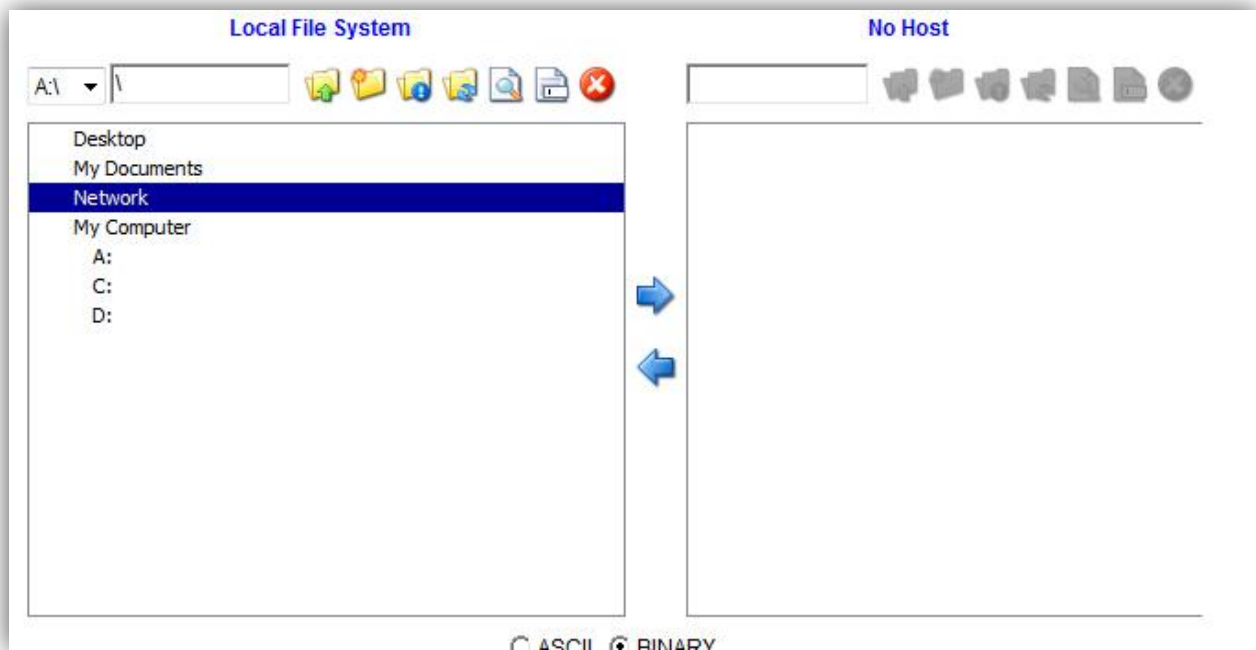 Local File System
No Host
A:\ \
Desktop
My Documents
Network
My Computer
A:
C:
D:
ASCII BINARY